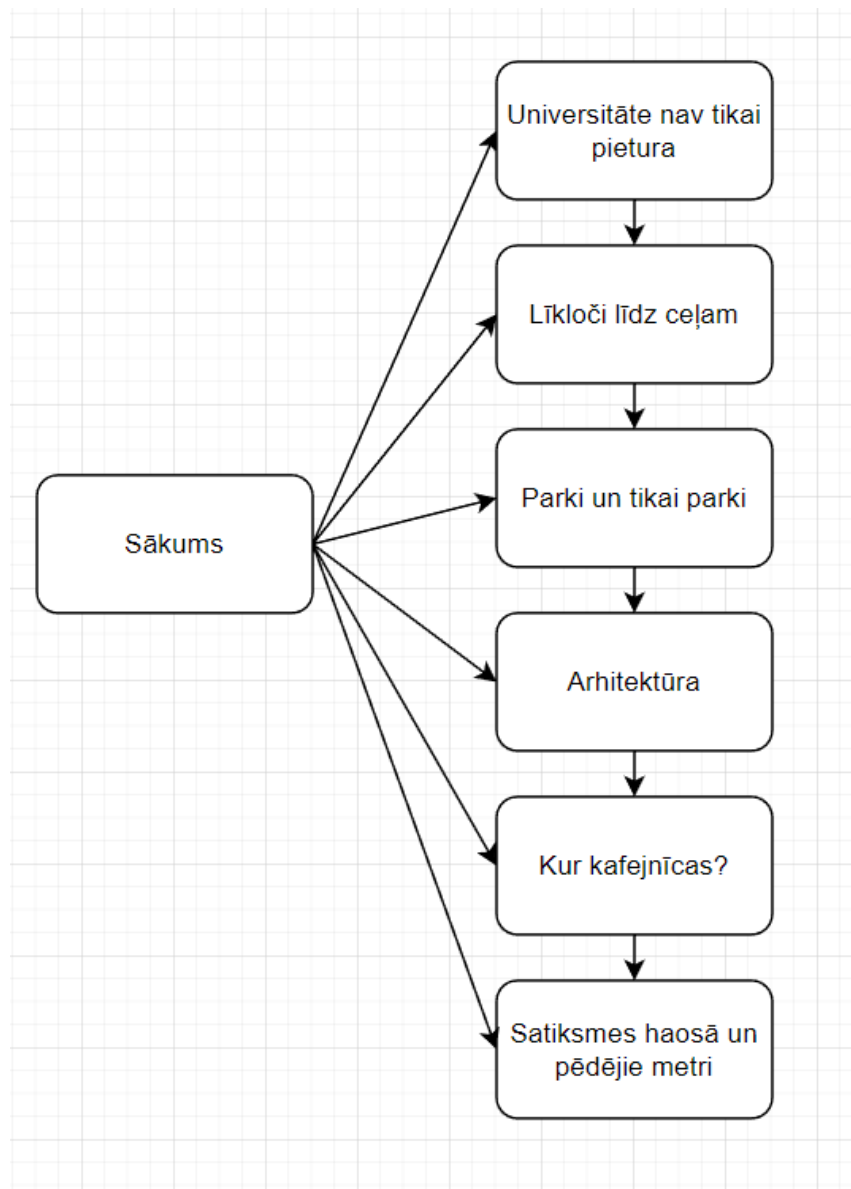 Universitāte nav tikai
pietura
Līkloči līdz ceļam
Parki un tikai parki
Sākums
Arhitektūra
Kur kafejnīcas?
Satiksmes haosā un
pēdējie metri